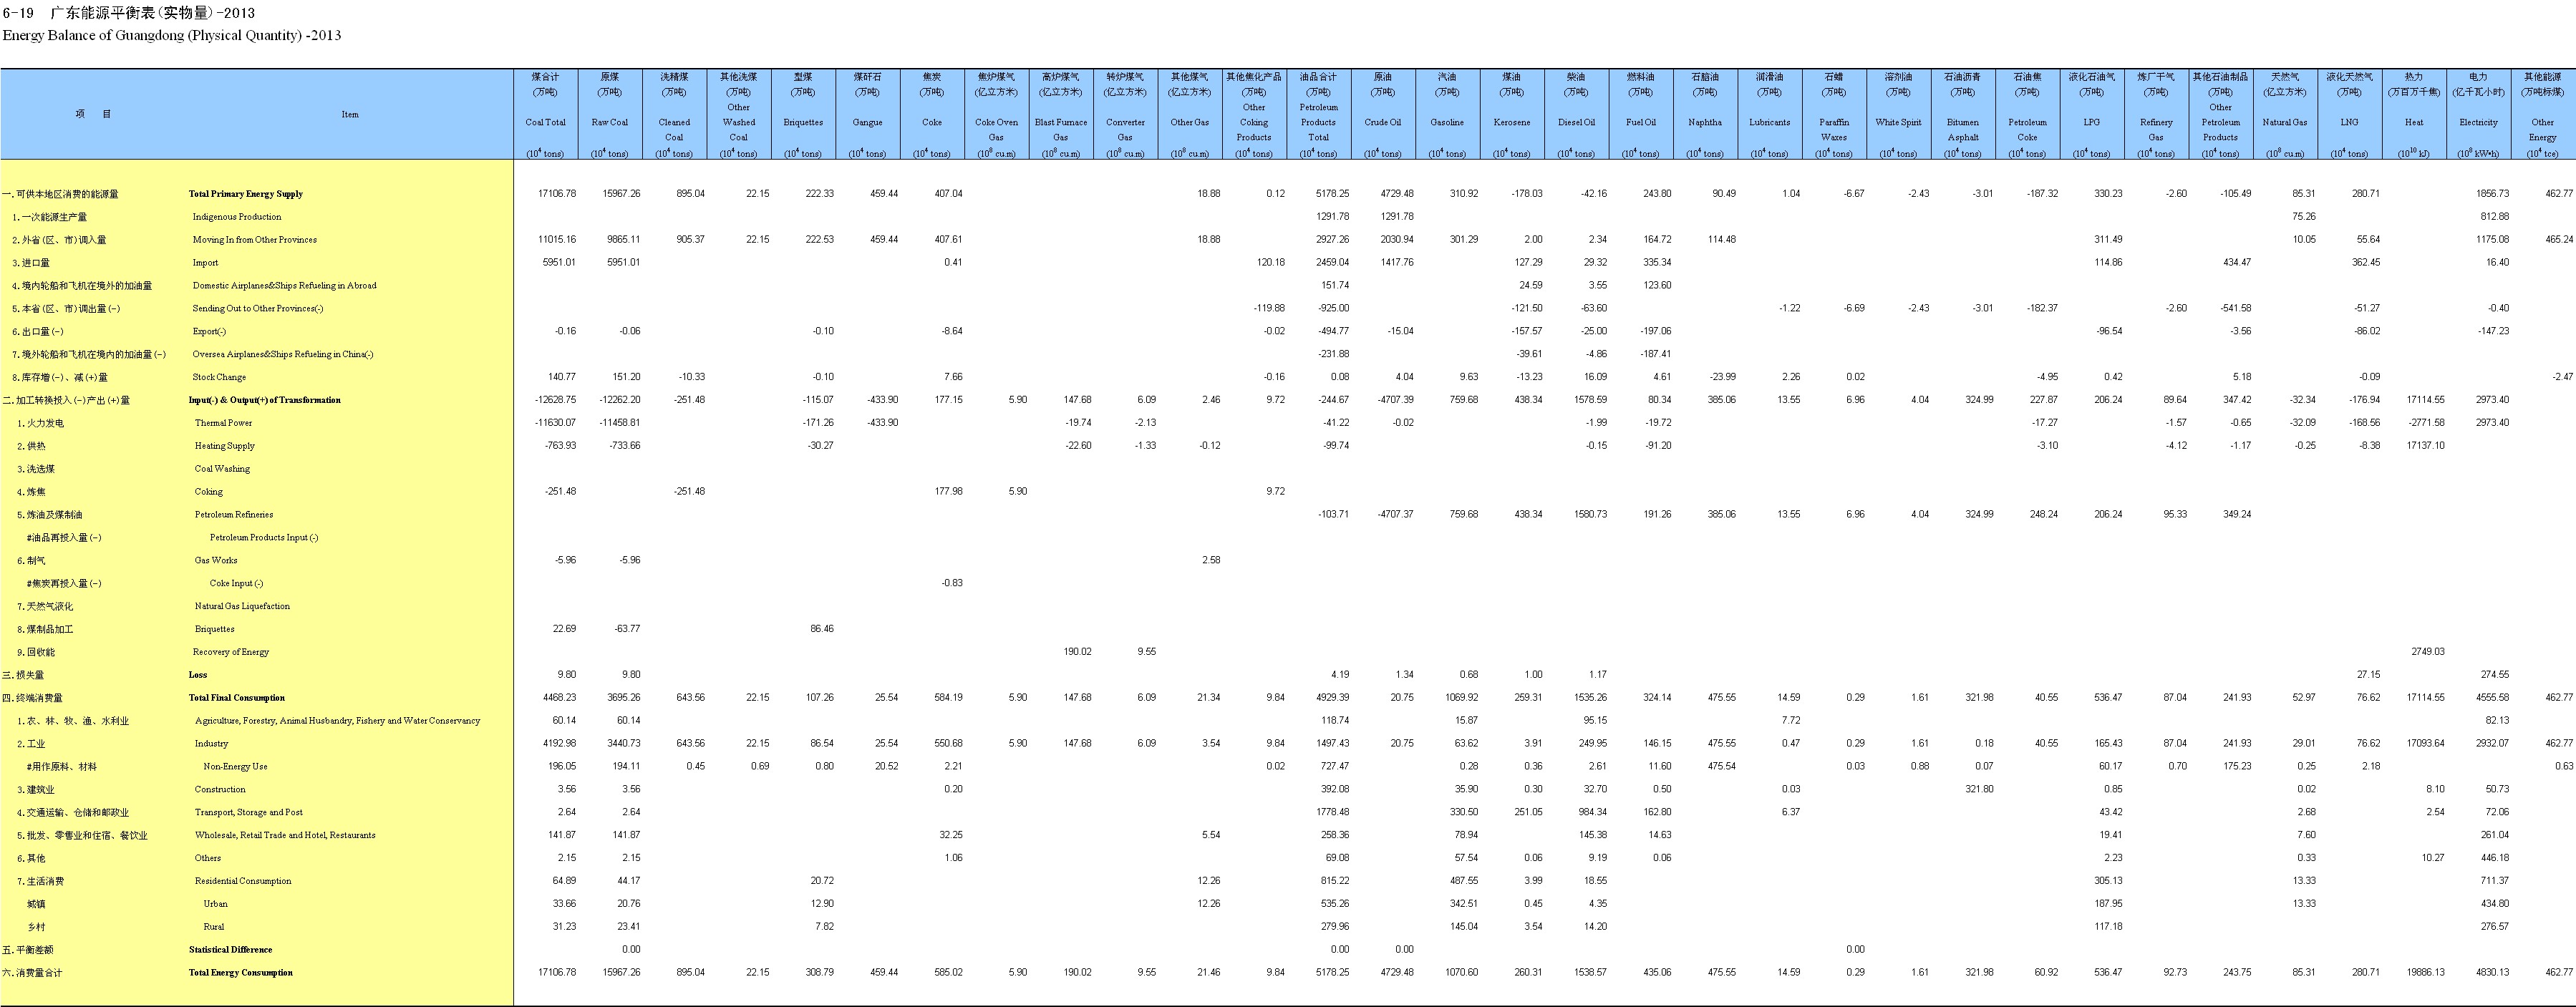 6-19 广东能源平衡表(实物量)-2013
Energy Balance of Guangdong (Physical Quantity) -2013
煤合计 原煤 洗精煤 其他洗煤 型煤 煤矸石 焦炭 焦炉煤气 高炉煤气 转炉煤气 其他煤气 其他焦化产品 油品合计 原油 汽油 煤油 柴油 燃料油 石脑油 润滑油 石蜡 溶剂油 石油沥青 石油焦 液化石油气 炼厂干气 其他石油制品 天然气 液化天然气 热力 电力 其他能源
(万吨) (万吨) (万吨) (万吨) (万吨) (万吨) (万吨) (亿立方米) (亿立方米) (亿立方米) (亿立方米) (万吨) (万吨) (万吨) (万吨) (万吨) (万吨) (万吨) (万吨) (万吨) (万吨) (万吨) (万吨) (万吨) (万吨) (万吨) (万吨) (亿立方米) (万吨) (万百万千焦) (亿千瓦小时) (万吨标煤)
Other Other Petroleum Other
项 目 Item Coal Total Raw Coal Cleaned Washed Briquettes Gangue Coke Coke Oven Blast Furnace Converter Other Gas Coking Products Crude Oil Gasoline Kerosene Diesel Oil Fuel Oil Naphtha Lubricants Paraffin White Spirit Bitumen Petroleum LPG Refinery Petroleum Natural Gas LNG Heat Electricity Other
Coal Coal Gas Gas Gas Products Total Waxes Asphalt Coke Gas Products Energy
(10⁴ tons) (10⁴ tons) (10⁴ tons) (10⁴ tons) (10⁴ tons) (10⁴ tons) (10⁴ tons) (10⁸ cu.m) (10⁸ cu.m) (10⁸ cu.m) (10⁸ cu.m) (10⁴ tons) (10⁴ tons) (10⁴ tons) (10⁴ tons) (10⁴ tons) (10⁴ tons) (10⁴ tons) (10⁴ tons) (10⁴ tons) (10⁴ tons) (10⁴ tons) (10⁴ tons) (10⁴ tons) (10⁴ tons) (10⁴ tons) (10⁴ tons) (10⁸ cu.m) (10⁴ tons) (10¹⁰ kJ) (10⁸ kW•h) (10⁴ tce)
一.可供本地区消费的能源量 Total Primary Energy Supply 17106.78 15967.26 895.04 22.15 222.33 459.44 407.04 18.88 0.12 5178.25 4729.48 310.92 -178.03 -42.16 243.80 90.49 1.04 -6.67 -2.43 -3.01 -187.32 330.23 -2.60 -105.49 85.31 280.71 1856.73 462.77
1.一次能源生产量 Indigenous Production 1291.78 1291.78 75.26 812.88
2.外省(区、市)调入量 Moving In from Other Provinces 11015.16 9865.11 905.37 22.15 222.53 459.44 407.61 18.88 2927.26 2030.94 301.29 2.00 2.34 164.72 114.48 311.49 10.05 55.64 1175.08 465.24
3.进口量 Import 5951.01 5951.01 0.41 120.18 2459.04 1417.76 127.29 29.32 335.34 114.86 434.47 362.45 16.40
4.境内轮船和飞机在境外的加油量 Domestic Airplanes&Ships Refueling in Abroad 151.74 24.59 3.55 123.60
5.本省(区、市)调出量(-) Sending Out to Other Provinces(-) -119.88 -925.00 -121.50 -63.60 -1.22 -6.69 -2.43 -3.01 -182.37 -2.60 -541.58 -51.27 -0.40
6.出口量(-) Export(-) -0.16 -0.06 -0.10 -8.64 -0.02 -494.77 -15.04 -157.57 -25.00 -197.06 -96.54 -3.56 -86.02 -147.23
7.境外轮船和飞机在境内的加油量(-) Oversea Airplanes&Ships Refueling in China(-) -231.88 -39.61 -4.86 -187.41
8.库存增(-)、减(+)量 Stock Change 140.77 151.20 -10.33 -0.10 7.66 -0.16 0.08 4.04 9.63 -13.23 16.09 4.61 -23.99 2.26 0.02 -4.95 0.42 5.18 -0.09 -2.47
二.加工转换投入(-)产出(+)量 Input(-) & Output(+) of Transformation -12628.75 -12262.20 -251.48 -115.07 -433.90 177.15 5.90 147.68 6.09 2.46 9.72 -244.67 -4707.39 759.68 438.34 1578.59 80.34 385.06 13.55 6.96 4.04 324.99 227.87 206.24 89.64 347.42 -32.34 -176.94 17114.55 2973.40
1.火力发电 Thermal Power -11630.07 -11458.81 -171.26 -433.90 -19.74 -2.13 -41.22 -0.02 -1.99 -19.72 -17.27 -1.57 -0.65 -32.09 -168.56 -2771.58 2973.40
2.供热 Heating Supply -763.93 -733.66 -30.27 -22.60 -1.33 -0.12 -99.74 -0.15 -91.20 -3.10 -4.12 -1.17 -0.25 -8.38 17137.10
3.洗选煤 Coal Washing
4.炼焦 Coking -251.48 -251.48 177.98 5.90 9.72
5.炼油及煤制油 Petroleum Refineries -103.71 -4707.37 759.68 438.34 1580.73 191.26 385.06 13.55 6.96 4.04 324.99 248.24 206.24 95.33 349.24
#油品再投入量(-) Petroleum Products Input (-)
6.制气 Gas Works -5.96 -5.96 2.58
#焦炭再投入量(-) Coke Input (-) -0.83
7.天然气液化 Natural Gas Liquefaction
8.煤制品加工 Briquettes 22.69 -63.77 86.46
9.回收能 Recovery of Energy 190.02 9.55 2749.03
三.损失量 Loss 9.80 9.80 4.19 1.34 0.68 1.00 1.17 27.15 274.55
四.终端消费量 Total Final Consumption 4468.23 3695.26 643.56 22.15 107.26 25.54 584.19 5.90 147.68 6.09 21.34 9.84 4929.39 20.75 1069.92 259.31 1535.26 324.14 475.55 14.59 0.29 1.61 321.98 40.55 536.47 87.04 241.93 52.97 76.62 17114.55 4555.58 462.77
1.农、林、牧、渔、水利业 Agriculture, Forestry, Animal Husbandry, Fishery and Water Conservancy 60.14 60.14 118.74 15.87 95.15 7.72 82.13
2.工业 Industry 4192.98 3440.73 643.56 22.15 86.54 25.54 550.68 5.90 147.68 6.09 3.54 9.84 1497.43 20.75 63.62 3.91 249.95 146.15 475.55 0.47 0.29 1.61 0.18 40.55 165.43 87.04 241.93 29.01 76.62 17093.64 2932.07 462.77
#用作原料、材料 Non-Energy Use 196.05 194.11 0.45 0.69 0.80 20.52 2.21 0.02 727.47 0.28 0.36 2.61 11.60 475.54 0.03 0.88 0.07 60.17 0.70 175.23 0.25 2.18 0.63
3.建筑业 Construction 3.56 3.56 0.20 392.08 35.90 0.30 32.70 0.50 0.03 321.80 0.85 0.02 8.10 50.73
4.交通运输、仓储和邮政业 Transport, Storage and Post 2.64 2.64 1778.48 330.50 251.05 984.34 162.80 6.37 43.42 2.68 2.54 72.06
5.批发、零售业和住宿、餐饮业 Wholesale, Retail Trade and Hotel, Restaurants 141.87 141.87 32.25 5.54 258.36 78.94 145.38 14.63 19.41 7.60 261.04
6.其他 Others 2.15 2.15 1.06 69.08 57.54 0.06 9.19 0.06 2.23 0.33 10.27 446.18
7.生活消费 Residential Consumption 64.89 44.17 20.72 12.26 815.22 487.55 3.99 18.55 305.13 13.33 711.37
城镇 Urban 33.66 20.76 12.90 12.26 535.26 342.51 0.45 4.35 187.95 13.33 434.80
乡村 Rural 31.23 23.41 7.82 279.96 145.04 3.54 14.20 117.18 276.57
五.平衡差额 Statistical Difference 0.00 0.00 0.00 0.00
六.消费量合计 Total Energy Consumption 17106.78 15967.26 895.04 22.15 308.79 459.44 585.02 5.90 190.02 9.55 21.46 9.84 5178.25 4729.48 1070.60 260.31 1538.57 435.06 475.55 14.59 0.29 1.61 321.98 60.92 536.47 92.73 243.75 85.31 280.71 19886.13 4830.13 462.77